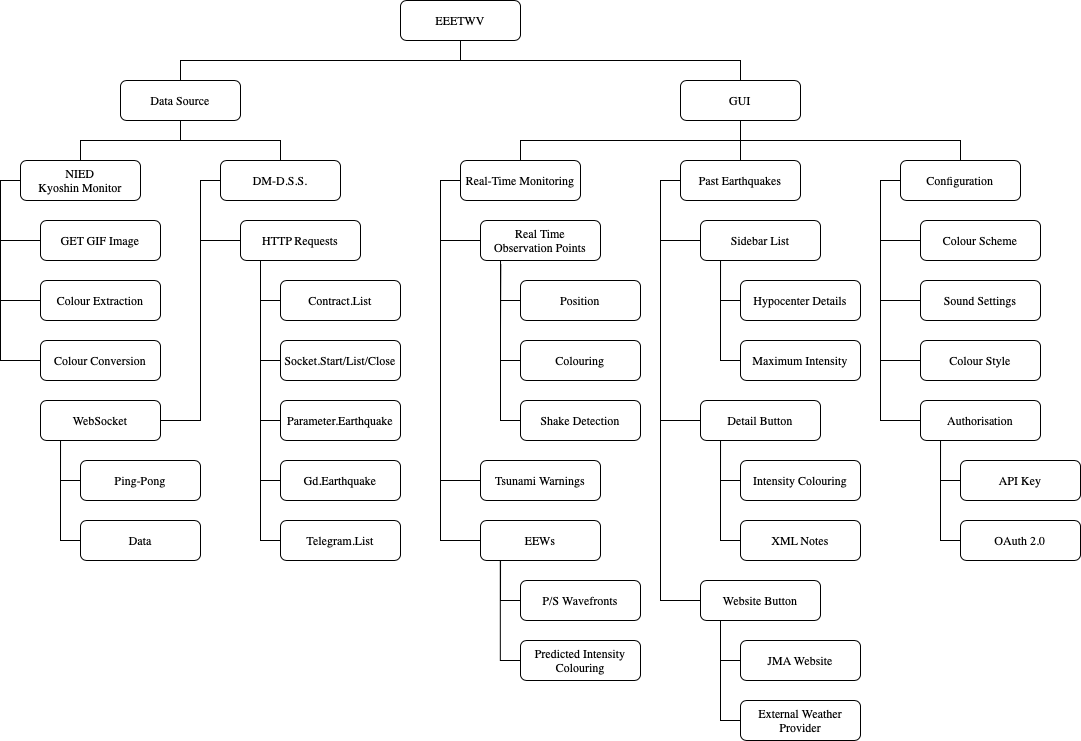 EEETWV
Data Source
GUI
NIED
Kyoshin Monitor
DM-D.S.S.
Real-Time Monitoring
Past Earthquakes
Configuration
GET GIF Image
HTTP Requests
Real Time
Observation Points
Sidebar List
Colour Scheme
Colour Extraction
Contract.List
Position
Hypocenter Details
Sound Settings
Colour Conversion
Socket.Start/List/Close
Colouring
Maximum Intensity
Colour Style
WebSocket
Parameter.Earthquake
Shake Detection
Detail Button
Authorisation
Ping-Pong
Gd.Earthquake
Tsunami Warnings
Intensity Colouring
API Key
Data
Telegram.List
EEWs
XML Notes
OAuth 2.0
P/S Wavefronts
Website Button
Predicted Intensity
Colouring
JMA Website
External Weather
Provider